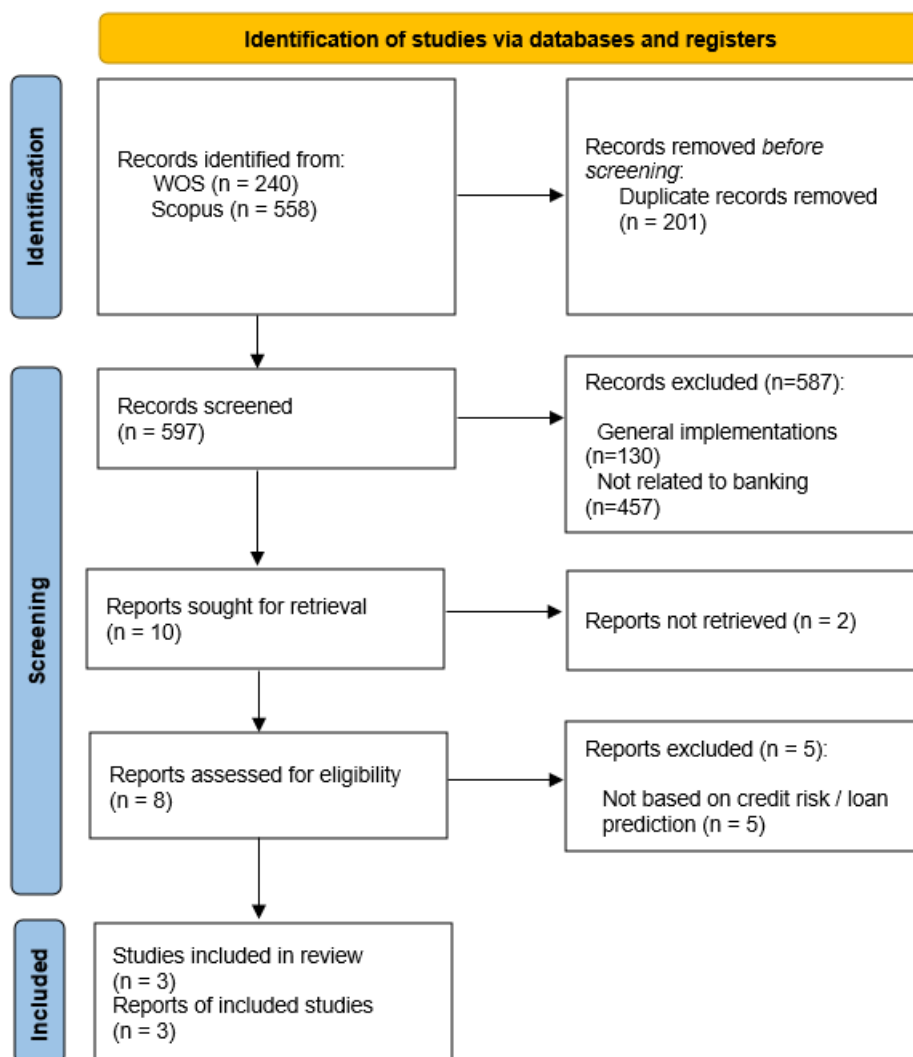 Identification of studies via databases and registers
Identification
Records identified from:
WOS (n = 240)
Scopus (n = 558)
Records removed before
screening:
Duplicate records removed
(n = 201)
Screening
Records screened
(n = 597)
Records excluded (n=587):
General implementations
(n=130)
Not related to banking
(n=457)
Reports sought for retrieval
(n = 10)
Reports not retrieved (n = 2)
Reports assessed for eligibility
(n = 8)
Reports excluded (n = 5):
Not based on credit risk / loan
prediction (n = 5)
Included
Studies included in review
(n = 3)
Reports of included studies
(n = 3)